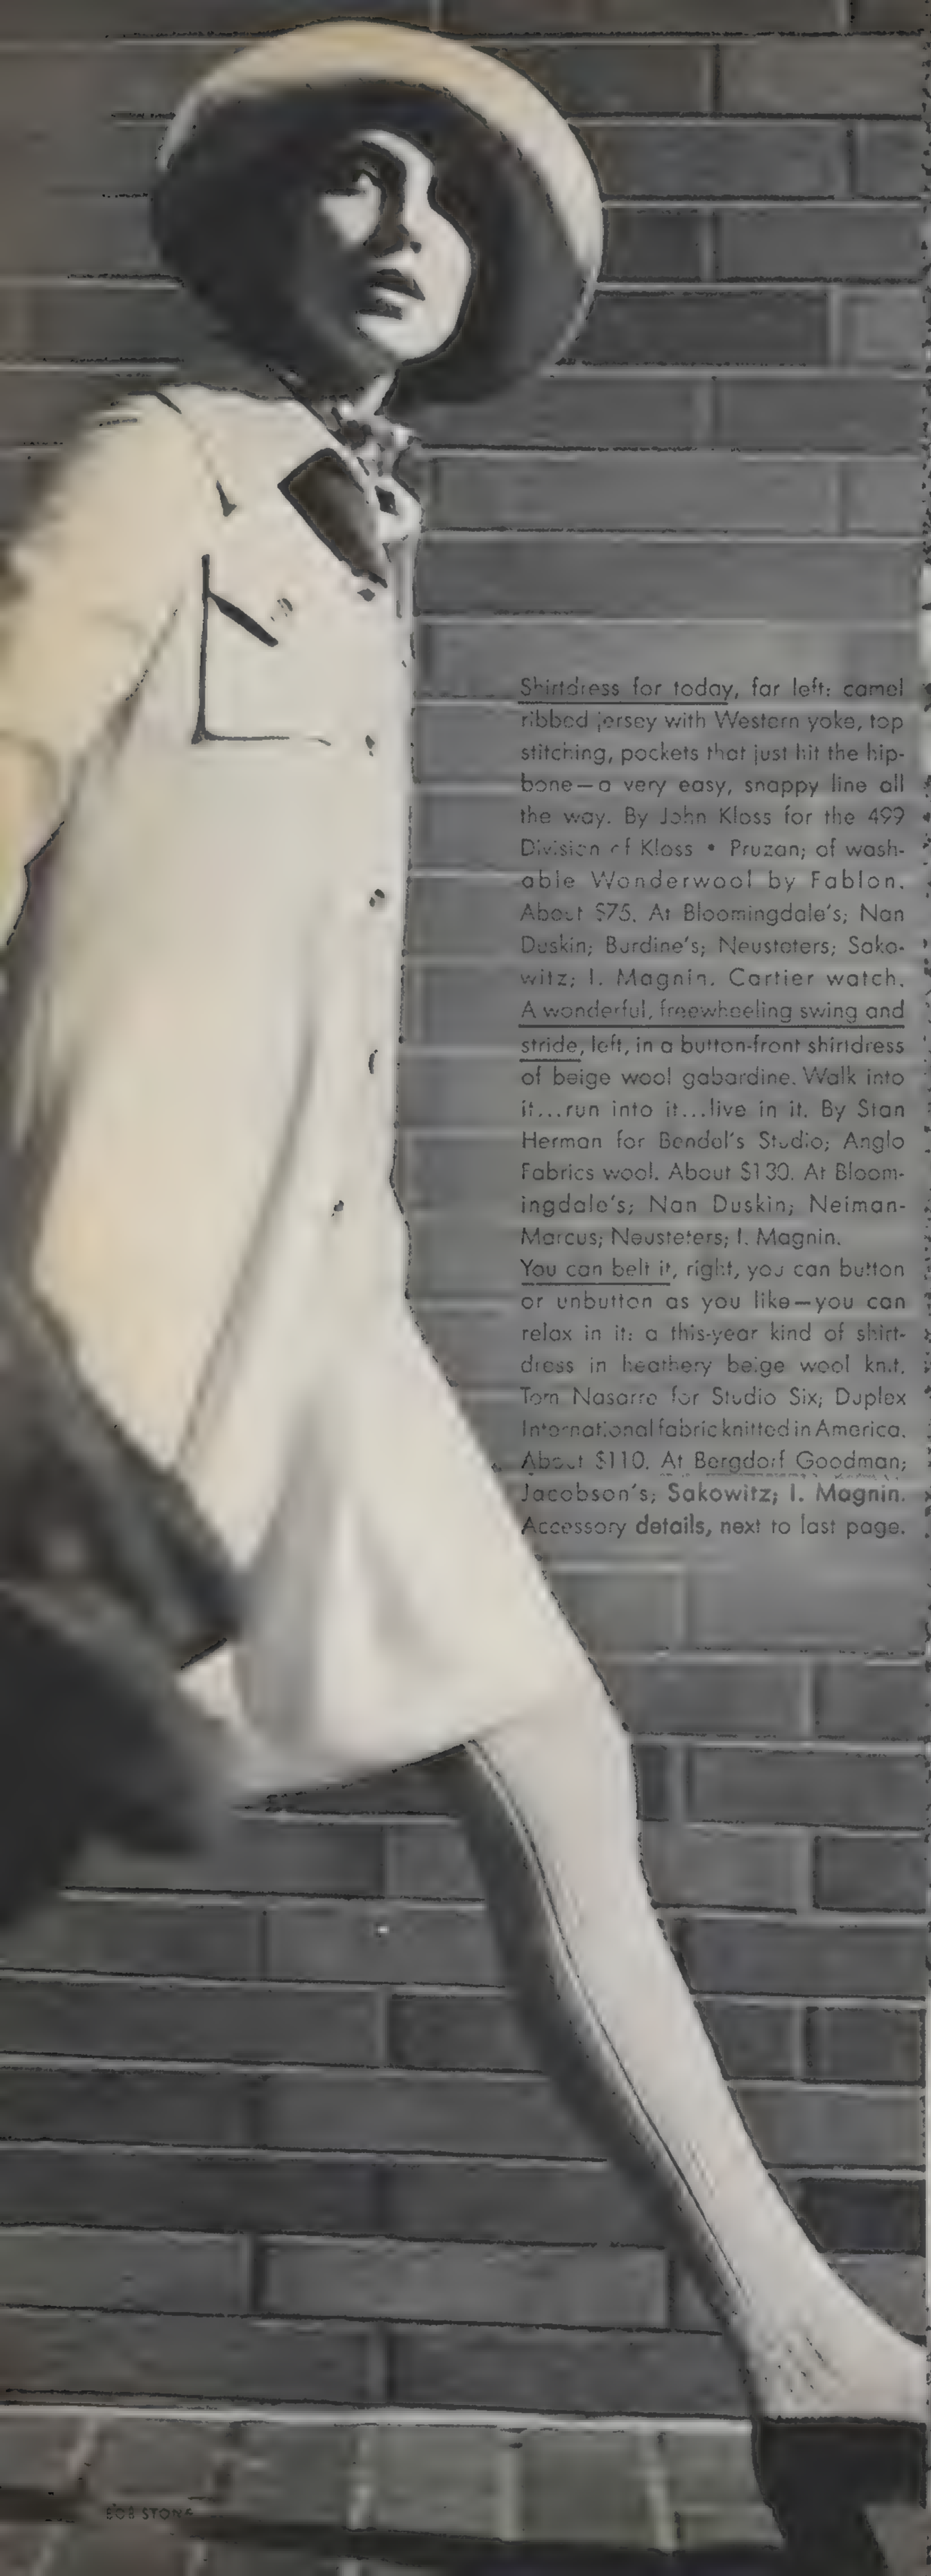 Shirtdress for today, far left: camel
ribbed jersey with Western yoke, top
stitching, pockets that just hit the hip-
bone—a very easy, snappy line all
the way. By John Kloss for the 499
Division of Kloss • Pruzan; of wash-
able Wonderwool by Fablon.
About $75. At Bloomingdale's; Nan
Duskin; Burdine's; Neusteters; Sako-
witz; I. Magnin. Cartier watch.
A wonderful, freewheeling swing and
stride, left, in a button-front shirtdress
of beige wool gabardine. Walk into
it...run into it...live in it. By Stan
Herman for Bendel's Studio; Anglo
Fabrics wool. About $130. At Bloom-
ingdale's; Nan Duskin; Neiman-
Marcus; Neusteters; I. Magnin.
You can belt it, right, you can button
or unbutton as you like—you can
relax in it: a this-year kind of shirt-
dress in heathery beige wool knit.
Tom Nasarre for Studio Six; Duplex
International fabric knitted in America.
About $110. At Bergdorf Goodman;
Jacobson's; Sakowitz; I. Magnin.
Accessory details, next to last page.
BOB STONE